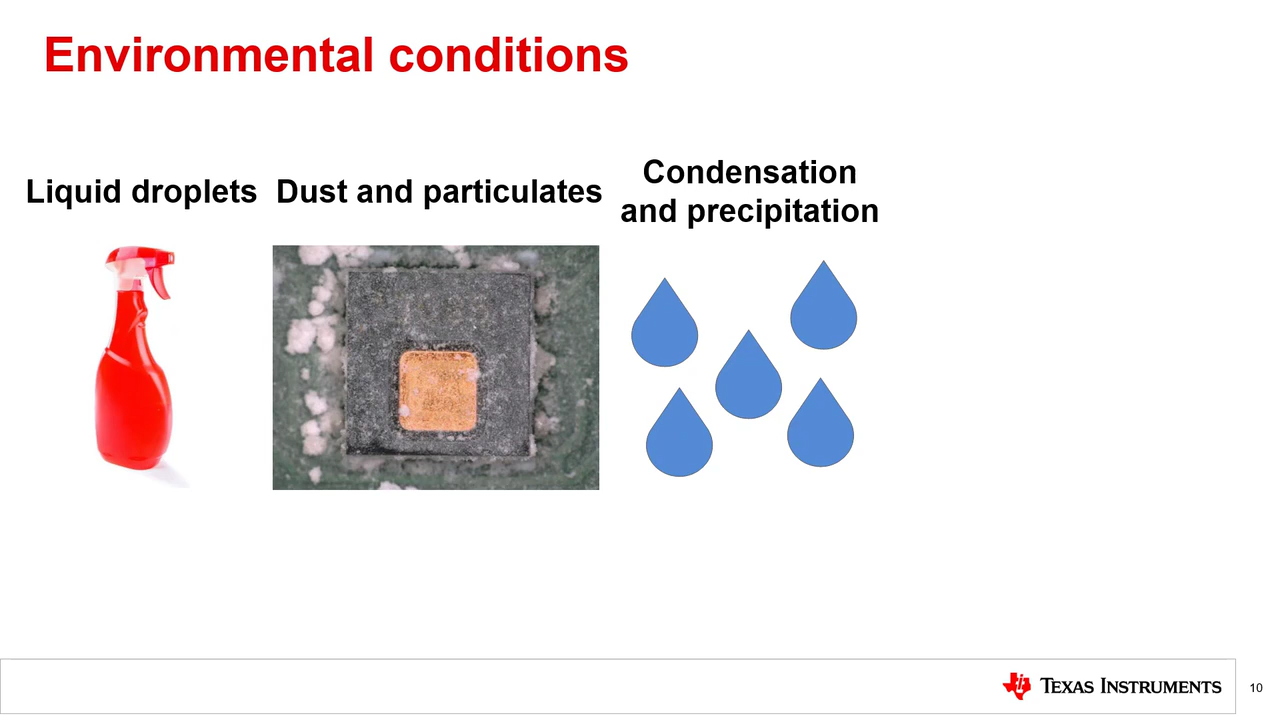 Environmental conditions
Liquid droplets
Dust and particulates
Condensation
and precipitation
TEXAS INSTRUMENTS
10